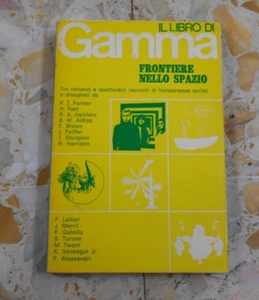 IL LIBRO DI
Gamma
FRONTIERE
NELLO SPAZIO
Tre romanzi e quattordici racconti di fantascienza scritti
e disegnati da
P. J. Farmer
H. Fast
R. A. Heinlein
B. W. Aldiss
F. Brown
J. Feiffer
T. Sturgeon
H. Harrison
F. Leiber
J. Merril
P. Gabella
S. Turone
M. Twain
K. Vonnegut Jr.
F. Alessandri